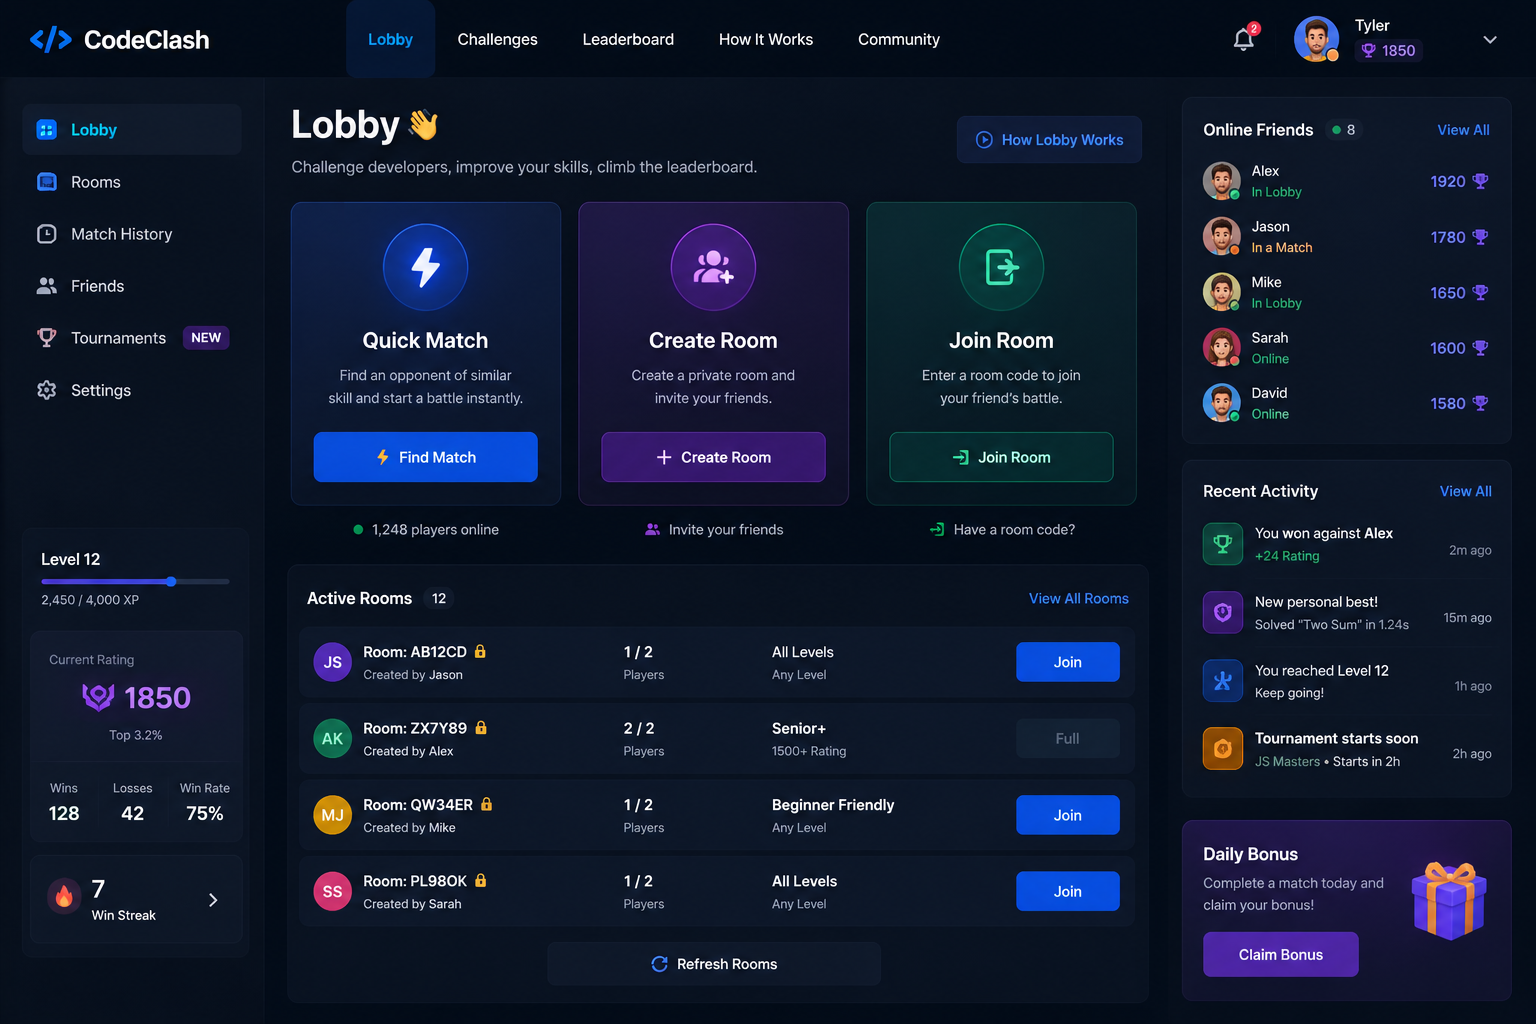 CodeClash
Lobby
Challenges
Leaderboard
How It Works
Community
2
Tyler
1850
Lobby
Rooms
Match History
Friends
Tournaments NEW
Settings
Level 12
2,450 / 4,000 XP
Current Rating
1850
Top 3.2%
Wins
Losses
Win Rate
128
42
75%
7
Win Streak
Lobby
Challenge developers, improve your skills, climb the leaderboard.
How Lobby Works
Quick Match
Find an opponent of similar
skill and start a battle instantly.
Find Match
1,248 players online
Create Room
Create a private room and
invite your friends.
Create Room
Invite your friends
Join Room
Enter a room code to join
your friend's battle.
Join Room
Have a room code?
Active Rooms 12
View All Rooms
JS
Room: AB12CD
Created by Jason
1 / 2
Players
All Levels
Any Level
Join
AK
Room: ZX7Y89
Created by Alex
2 / 2
Players
Senior+
1500+ Rating
Full
MJ
Room: QW34ER
Created by Mike
1 / 2
Players
Beginner Friendly
Any Level
Join
SS
Room: PL98OK
Created by Sarah
1 / 2
Players
All Levels
Any Level
Join
Refresh Rooms
Online Friends 8
View All
Alex
In Lobby
1920
Jason
In a Match
1780
Mike
In Lobby
1650
Sarah
Online
1600
David
Online
1580
Recent Activity
View All
You won against Alex
+24 Rating
2m ago
New personal best!
Solved "Two Sum" in 1.24s
15m ago
You reached Level 12
Keep going!
1h ago
Tournament starts soon
JS Masters • Starts in 2h
2h ago
Daily Bonus
Complete a match today and
claim your bonus!
Claim Bonus